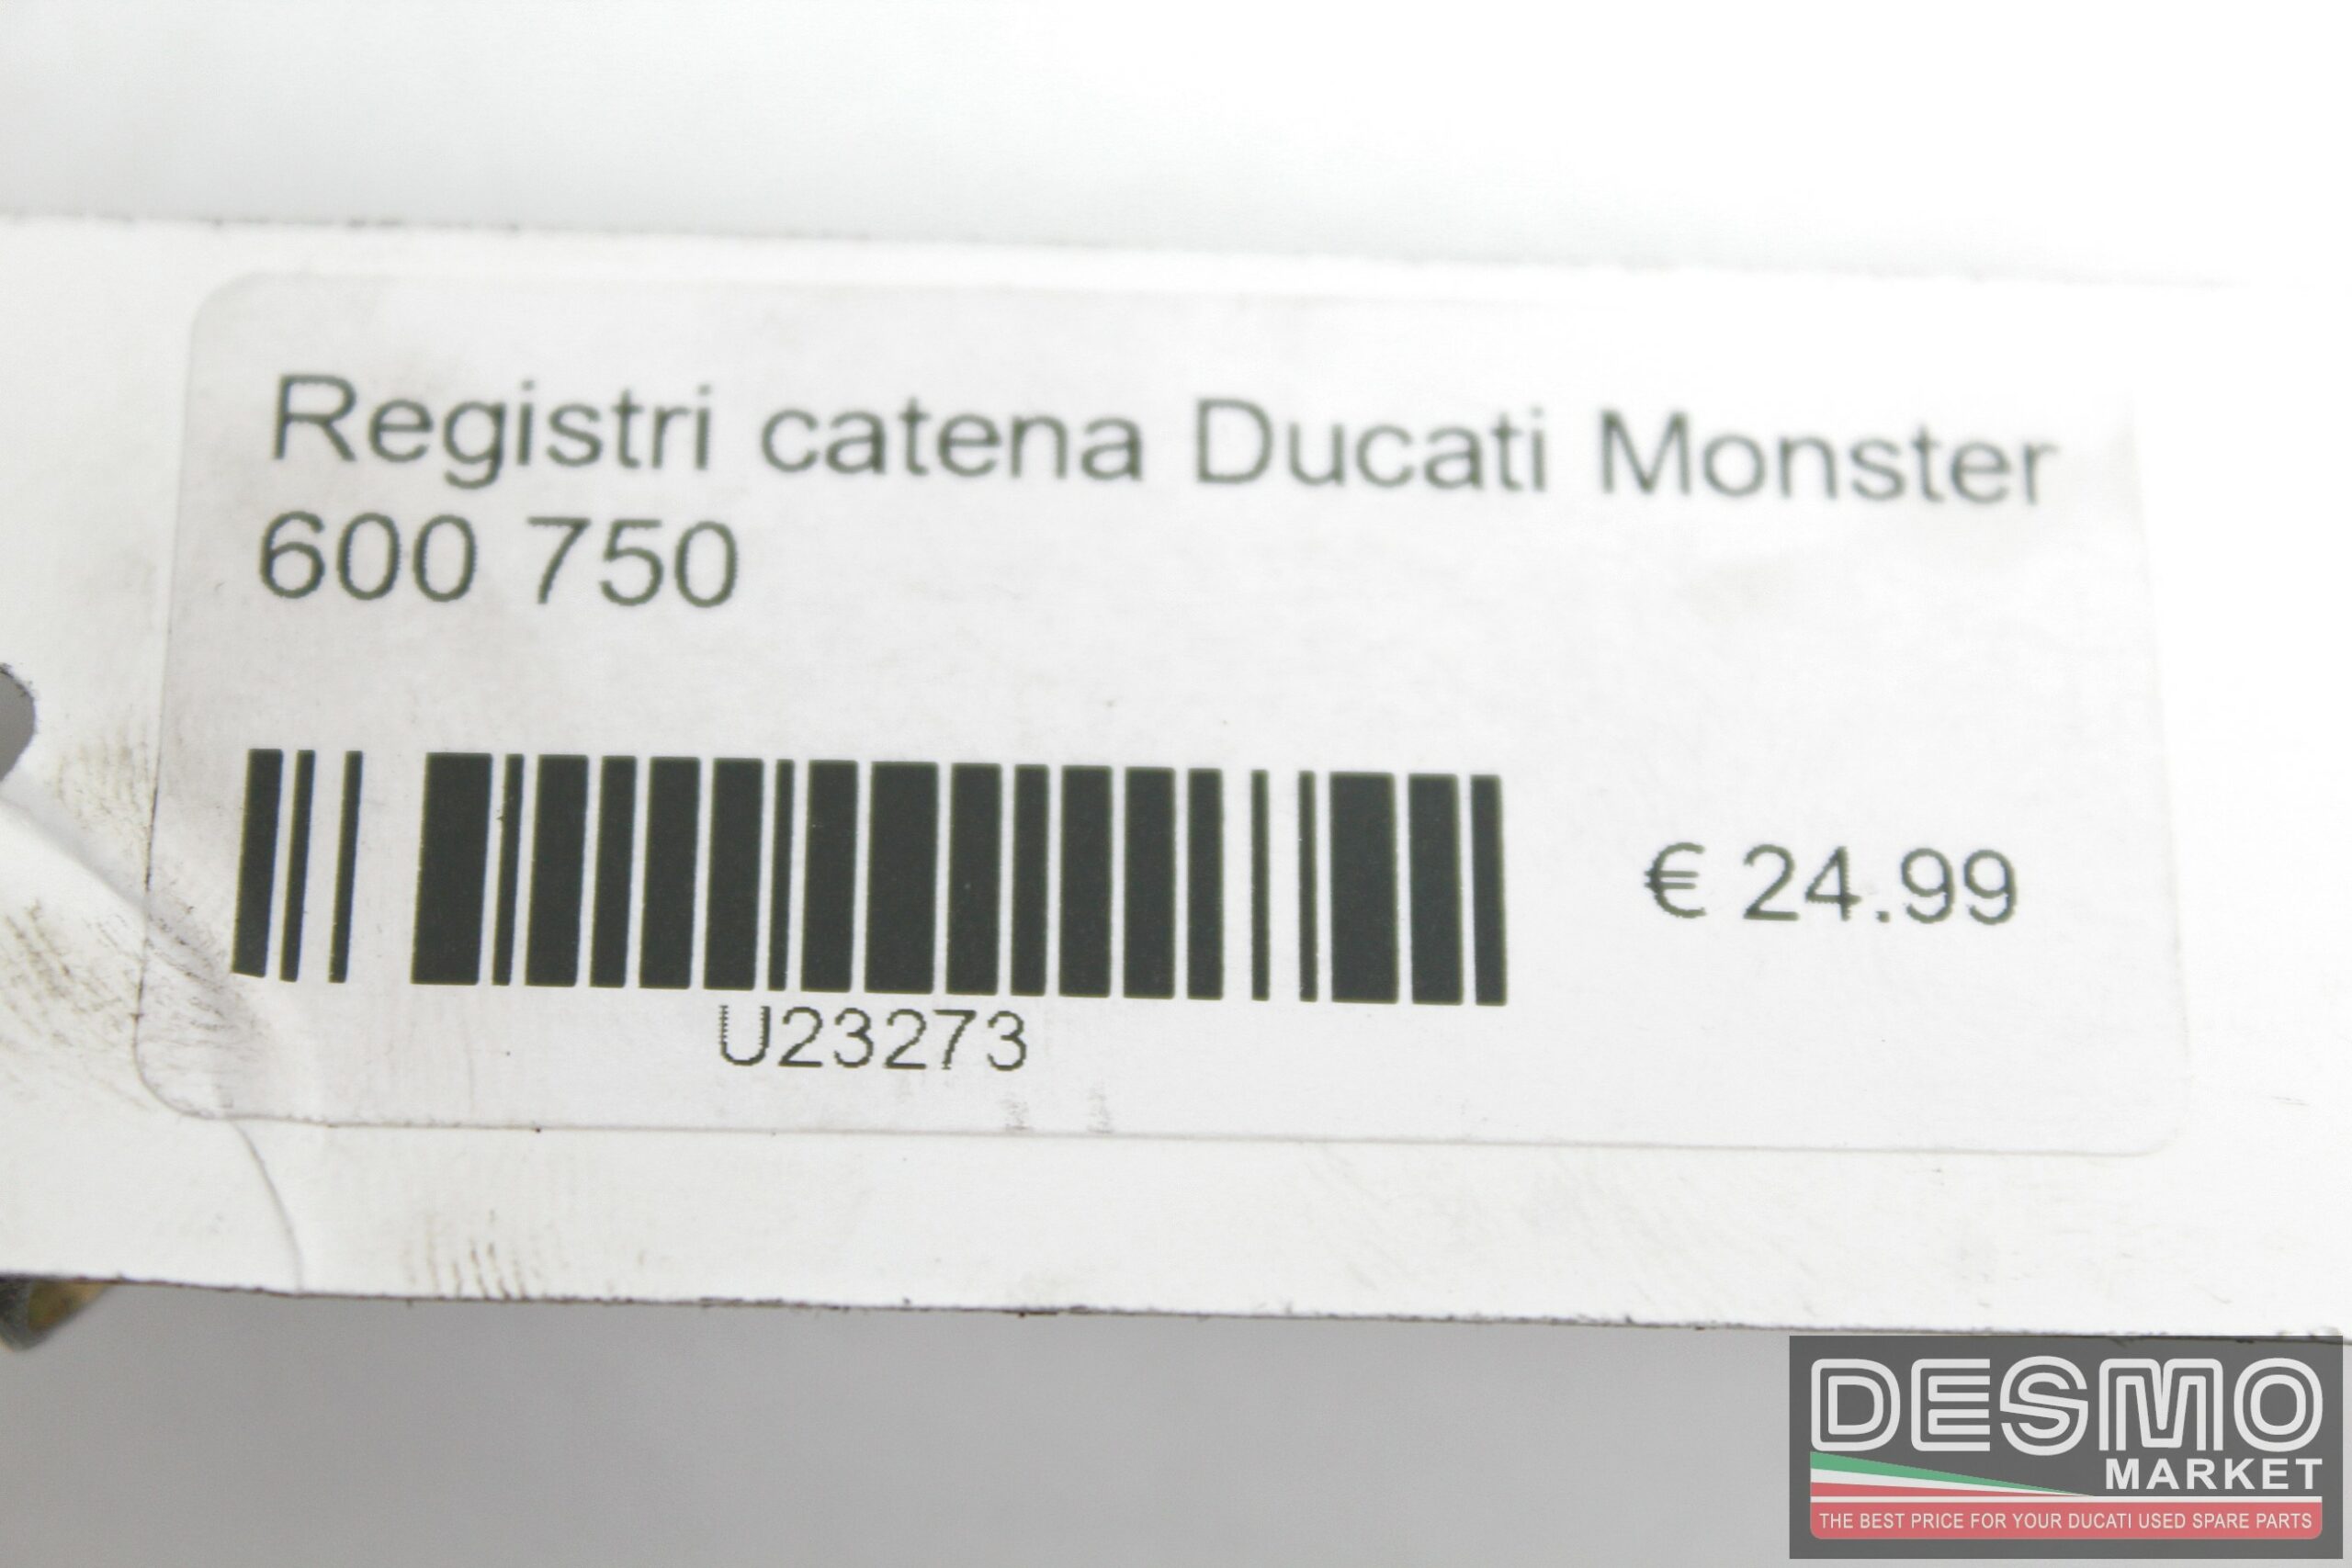 Registri catena Ducati Monster
600 750
€ 24.99
U23273
DESMO
MARKET
THE BEST PRICE FOR YOUR DUCATI USED SPARE PARTS